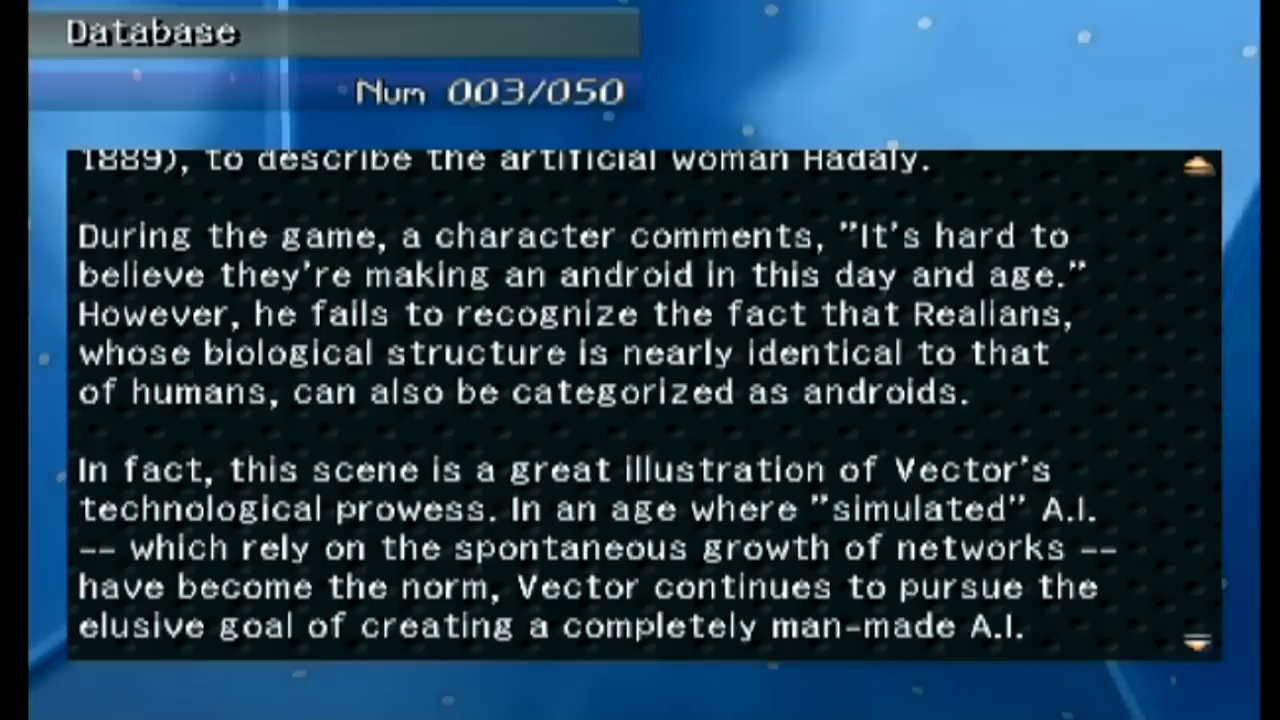 Database
Num 003/050
1889), to describe the artificial woman Hadaly.
During the game, a character comments, "It's hard to
believe they're making an android in this day and age."
However, he fails to recognize the fact that Realians,
whose biological structure is nearly identical to that
of humans, can also be categorized as androids.
In fact, this scene is a great illustration of Vector's
technological prowess. In an age where "simulated" A.I.
-- which rely on the spontaneous growth of networks --
have become the norm, Vector continues to pursue the
elusive goal of creating a completely man-made A.I.